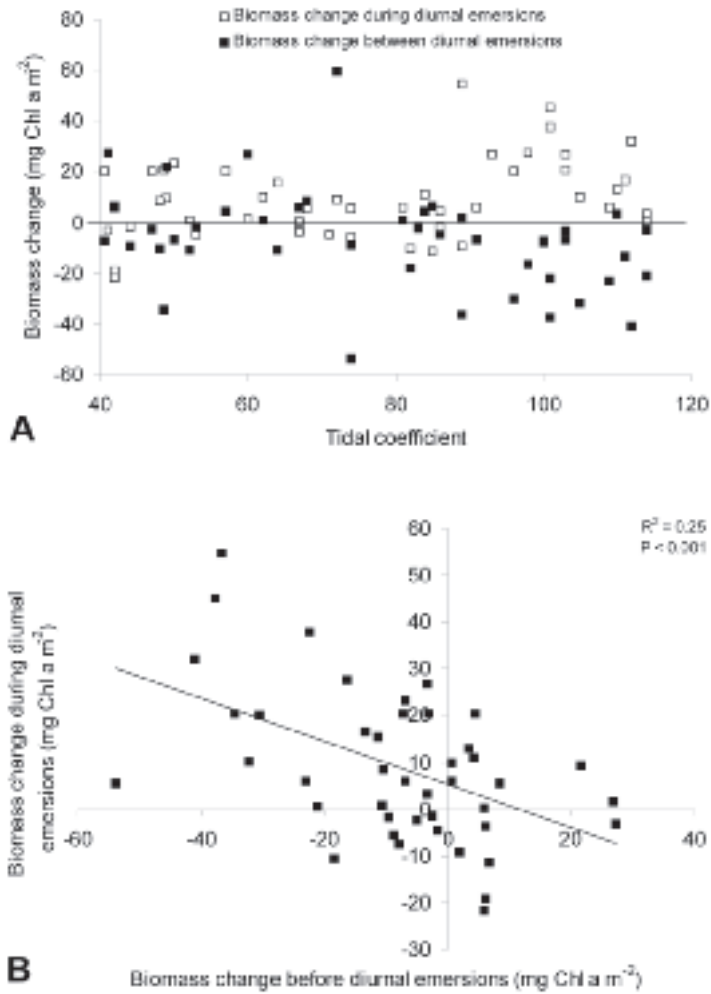 □ Biomass change during diurnal emersions
■ Biomass change between diurnal emersions
Biomass change (mg Chl a m⁻²)
80
60
40
20
0
-20
-40
-60
40 60 80 100 120
Tidal coefficient
A
R² = 0.25
P < 0.001
Biomass change during diurnal
emersions (mg Chl a m⁻²)
60
50
40
30
20
10
0
-10
-20
-30
-60 -40 -20 0 20 40
Biomass change before diurnal emersions (mg Chl a m⁻²)
B